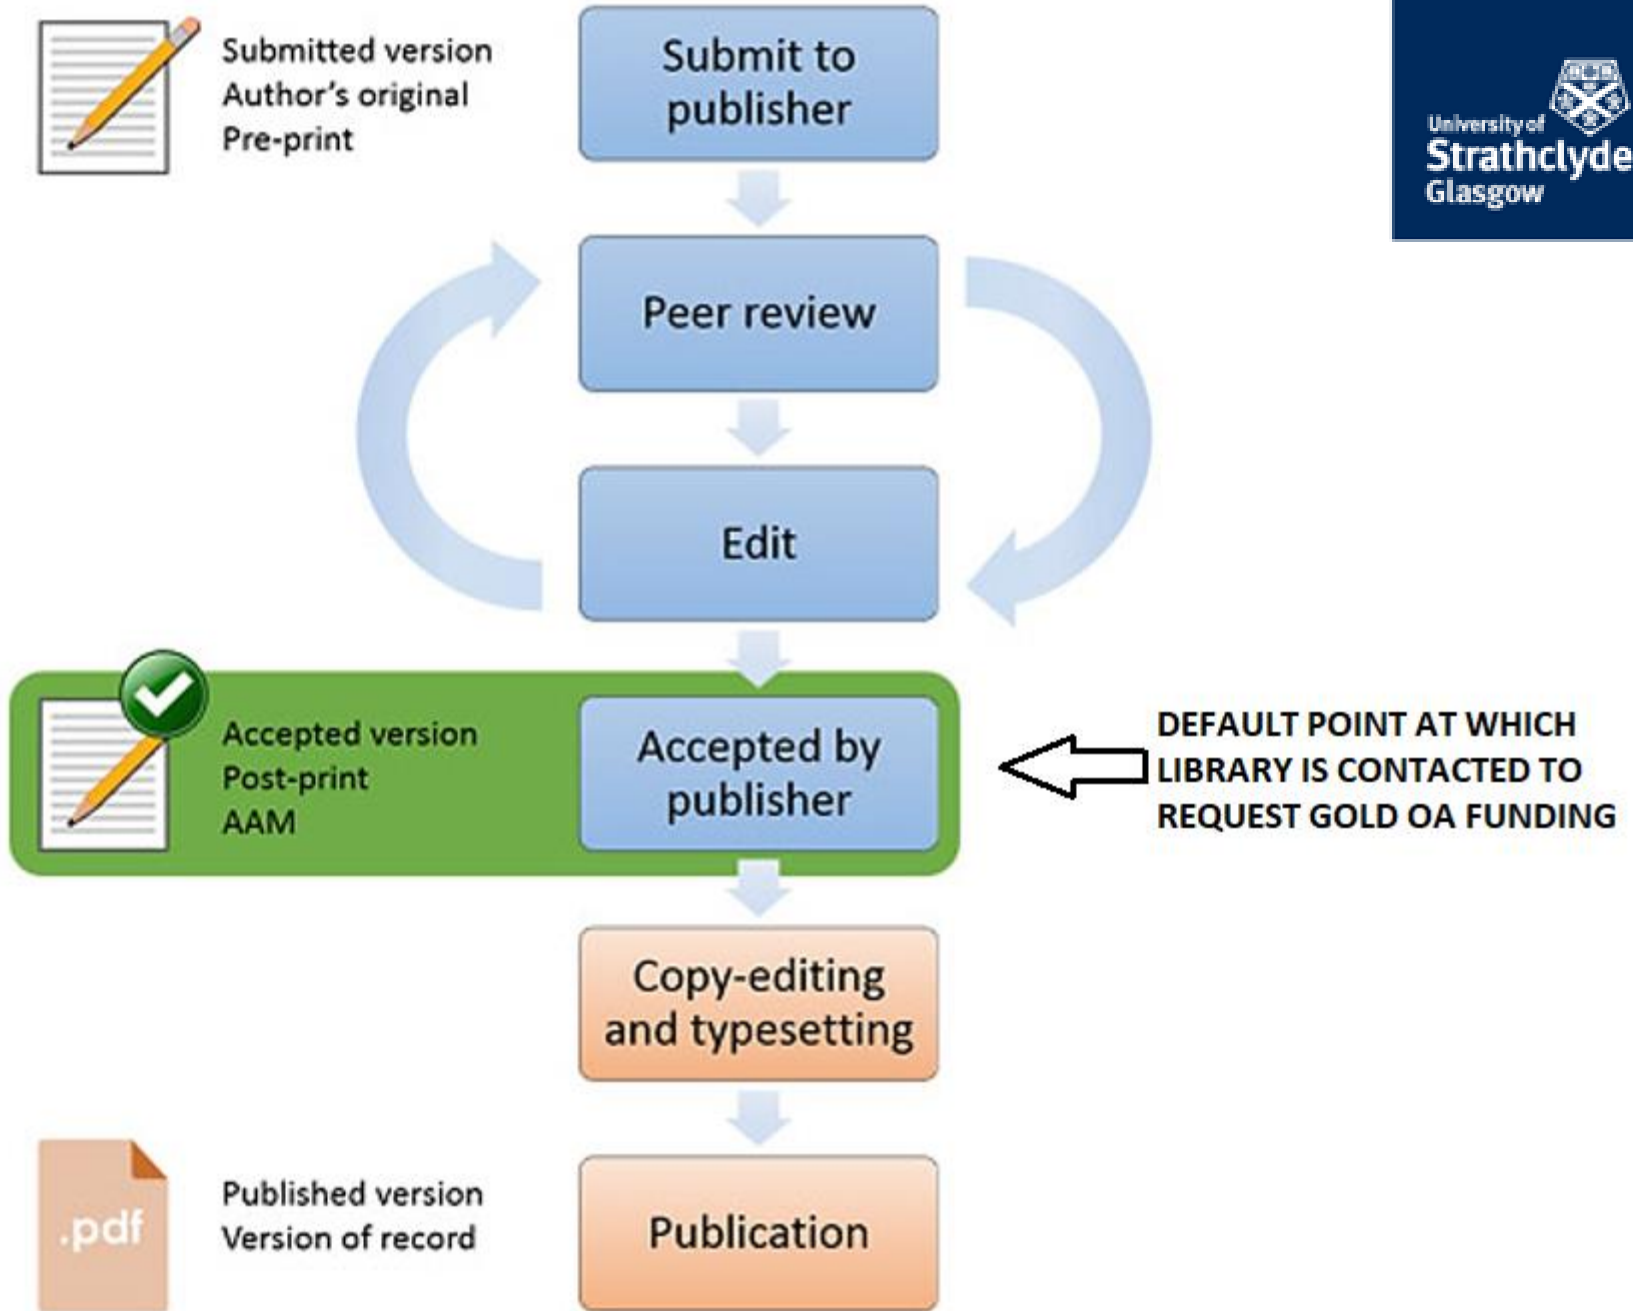 Submitted version
Author's original
Pre-print
Submit to
publisher
University of
Strathclyde
Glasgow
Peer review
Edit
Accepted version
Post-print
AAM
Accepted by
publisher
DEFAULT POINT AT WHICH
LIBRARY IS CONTACTED TO
REQUEST GOLD OA FUNDING
Copy-editing
and typesetting
.pdf
Published version
Version of record
Publication